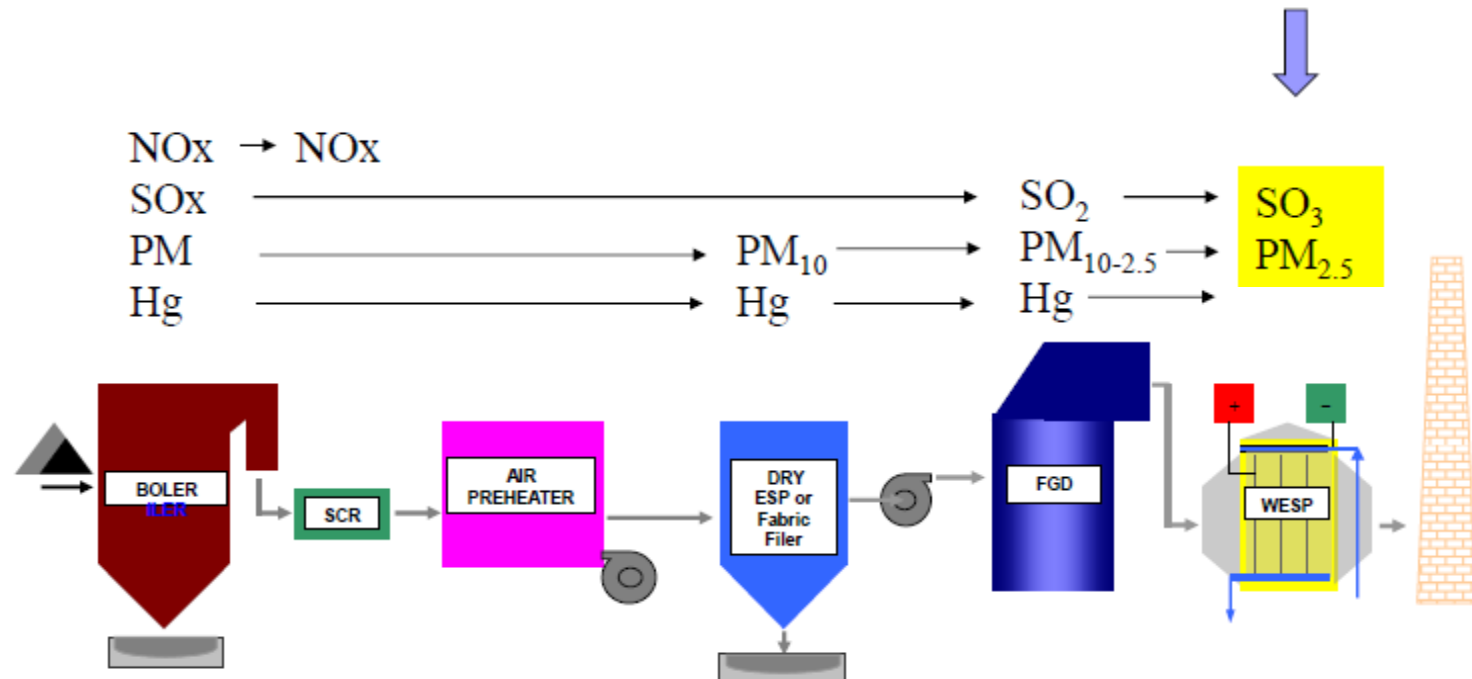 NOx → NOx
SOx → SO₂ → SO₃
PM → PM₁₀ → PM₁₀₋₂.₅ → PM₂.₅
Hg → Hg → Hg →
+ −
BOLER
ILER
SCR
AIR
PREHEATER
DRY
ESP or
Fabric
Filer
FGD
WESP